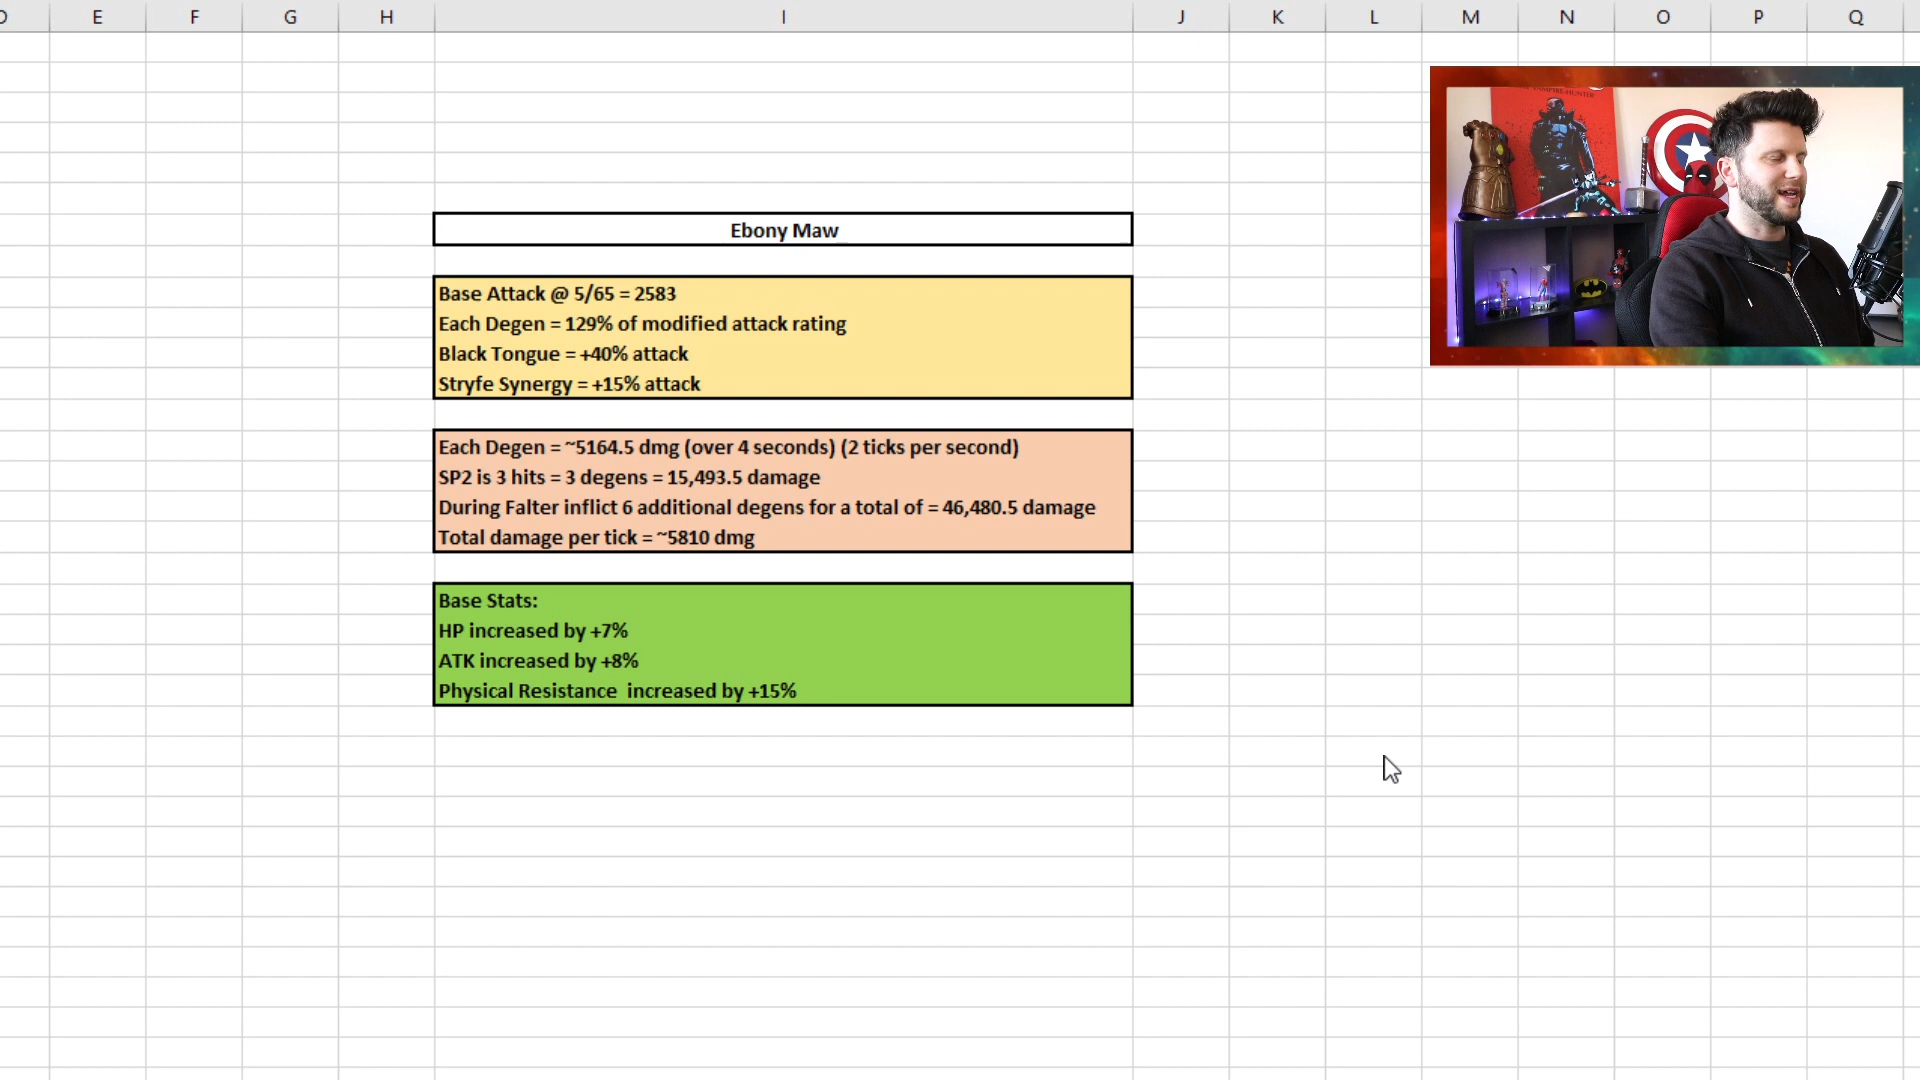 E F G H I J K L M N O P Q
VAMPIRE HUNTER
Ebony Maw
Base Attack @ 5/65 = 2583
Each Degen = 129% of modified attack rating
Black Tongue = +40% attack
Stryfe Synergy = +15% attack
Each Degen = ~5164.5 dmg (over 4 seconds) (2 ticks per second)
SP2 is 3 hits = 3 degens = 15,493.5 damage
During Falter inflict 6 additional degens for a total of = 46,480.5 damage
Total damage per tick = ~5810 dmg
Base Stats:
HP increased by +7%
ATK increased by +8%
Physical Resistance  increased by +15%